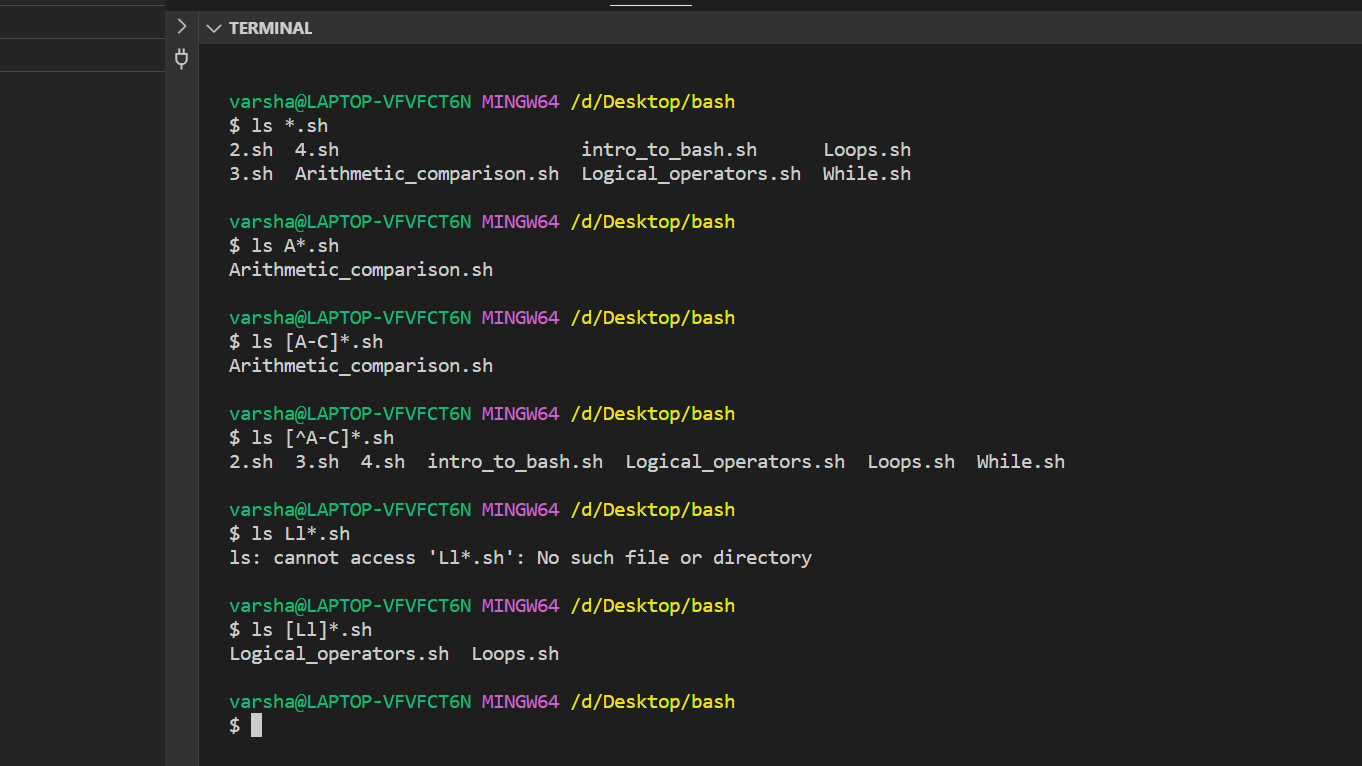 TERMINAL
varsha@LAPTOP-VFVFCT6N MINGW64 /d/Desktop/bash
$ ls *.sh
2.sh  4.sh                      intro_to_bash.sh      Loops.sh
3.sh  Arithmetic_comparison.sh  Logical_operators.sh  While.sh
varsha@LAPTOP-VFVFCT6N MINGW64 /d/Desktop/bash
$ ls A*.sh
Arithmetic_comparison.sh
varsha@LAPTOP-VFVFCT6N MINGW64 /d/Desktop/bash
$ ls [A-C]*.sh
Arithmetic_comparison.sh
varsha@LAPTOP-VFVFCT6N MINGW64 /d/Desktop/bash
$ ls [^A-C]*.sh
2.sh  3.sh  4.sh  intro_to_bash.sh  Logical_operators.sh  Loops.sh  While.sh
varsha@LAPTOP-VFVFCT6N MINGW64 /d/Desktop/bash
$ ls Ll*.sh
ls: cannot access 'Ll*.sh': No such file or directory
varsha@LAPTOP-VFVFCT6N MINGW64 /d/Desktop/bash
$ ls [Ll]*.sh
Logical_operators.sh  Loops.sh
varsha@LAPTOP-VFVFCT6N MINGW64 /d/Desktop/bash
$